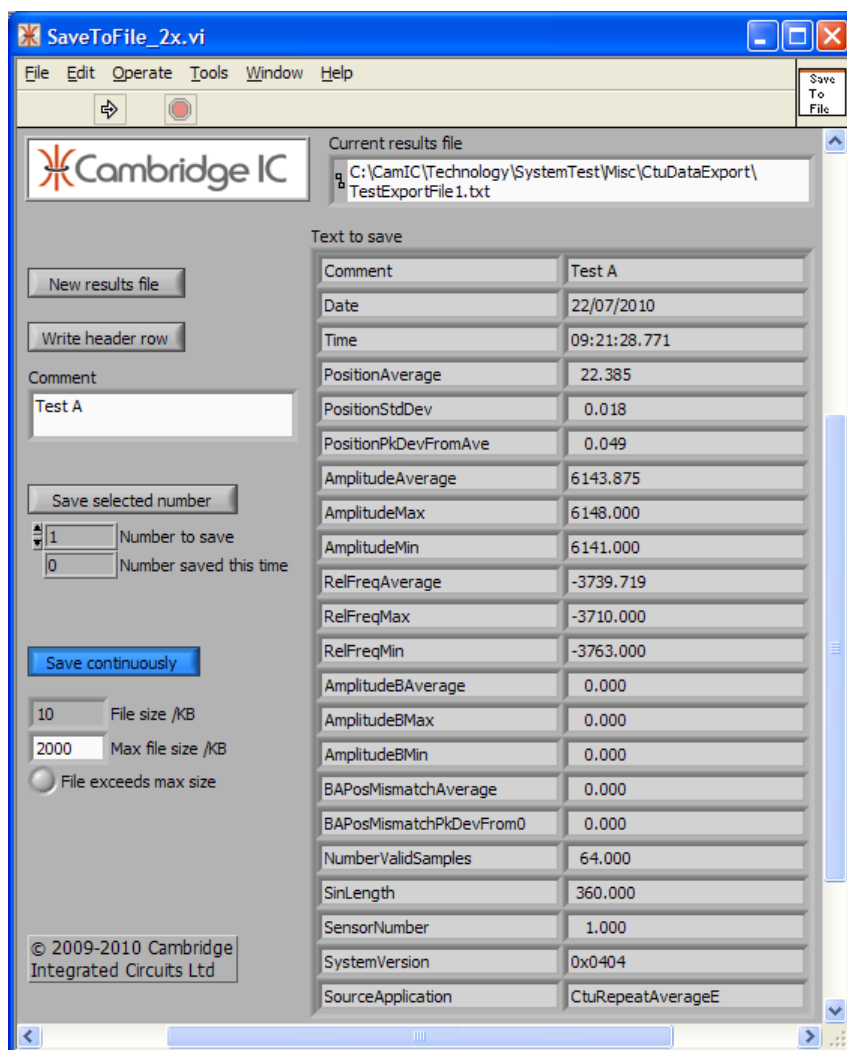 SaveToFile_2x.vi
File Edit Operate Tools Window Help
Save
To
File
Cambridge IC
Current results file
C:\CamIC\Technology\SystemTest\Misc\CtuDataExport\
TestExportFile1.txt
Text to save
New results file
Write header row
Comment
Test A
Save selected number
1 Number to save
0 Number saved this time
Save continuously
10 File size /KB
2000 Max file size /KB
File exceeds max size
© 2009-2010 Cambridge
Integrated Circuits Ltd
Comment Test A
Date 22/07/2010
Time 09:21:28.771
PositionAverage 22.385
PositionStdDev 0.018
PositionPkDevFromAve 0.049
AmplitudeAverage 6143.875
AmplitudeMax 6148.000
AmplitudeMin 6141.000
RelFreqAverage -3739.719
RelFreqMax -3710.000
RelFreqMin -3763.000
AmplitudeBAverage 0.000
AmplitudeBMax 0.000
AmplitudeBMin 0.000
BAPosMismatchAverage 0.000
BAPosMismatchPkDevFrom0 0.000
NumberValidSamples 64.000
SinLength 360.000
SensorNumber 1.000
SystemVersion 0x0404
SourceApplication CtuRepeatAverageE